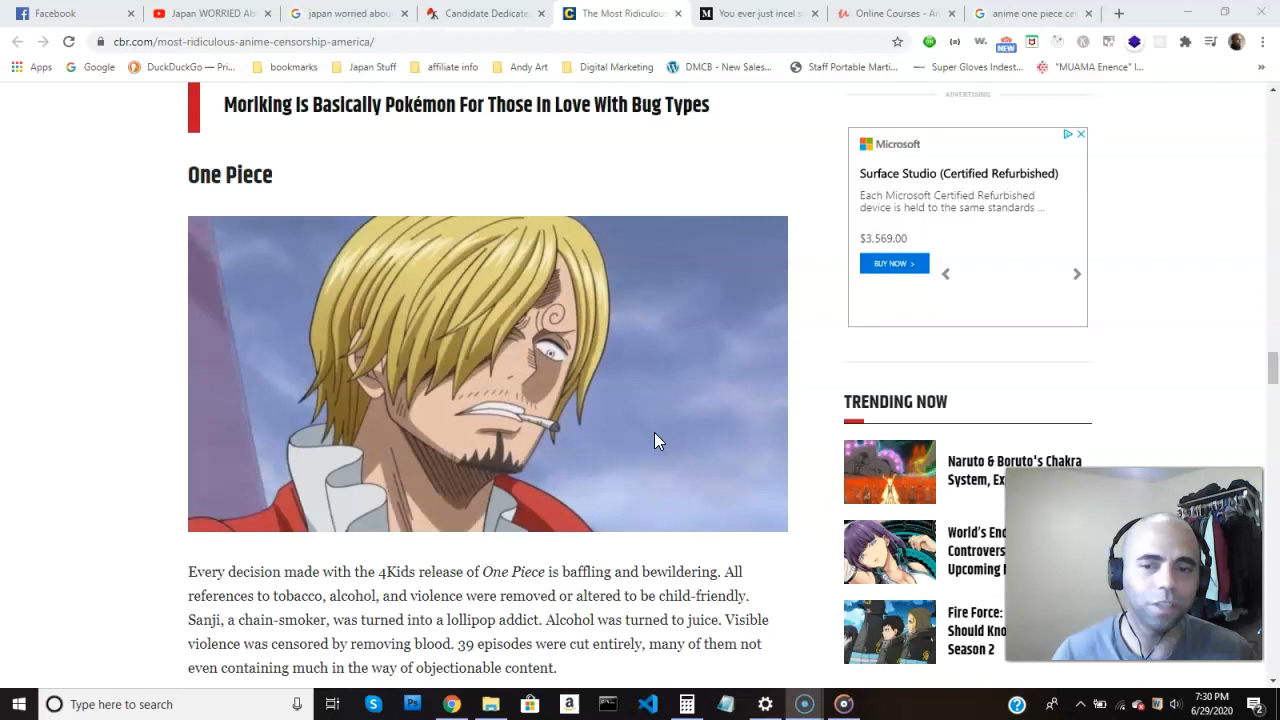 Facebook
Japan WORRIED Ab
japan worried abou
Candidate Dedicate
The Most Ridiculous
You ever just incel s
Online Courses - An
anime one piece ce
cbr.com/most-ridiculous-anime-censorship-america/
NEW
Apps
Google
DuckDuckGo — Pri...
bookmarks
Japan Stuff
affiliate info
Andy Art
Digital Marketing
DMCB - New Sales...
Staff Portable Marti...
Super Gloves Indest...
"MUAMA Enence" I...
»
MoriKing Is Basically Pokémon For Those In Love With Bug Types
One Piece
Every decision made with the 4Kids release of One Piece is baffling and bewildering. All
references to tobacco, alcohol, and violence were removed or altered to be child-friendly.
Sanji, a chain-smoker, was turned into a lollipop addict. Alcohol was turned to juice. Visible
violence was censored by removing blood. 39 episodes were cut entirely, many of them not
even containing much in the way of objectionable content.
ADVERTISING
Microsoft
Surface Studio (Certified Refurbished)
Each Microsoft Certified Refurbished
device is held to the same standards ...
$3,569.00
BUY NOW >
TRENDING NOW
Naruto & Boruto's Chakra
System, Ex
World's End
Controvers
Upcoming
Fire Force:
Should Kno
Season 2
Type here to search
7:30 PM
6/29/2020
2